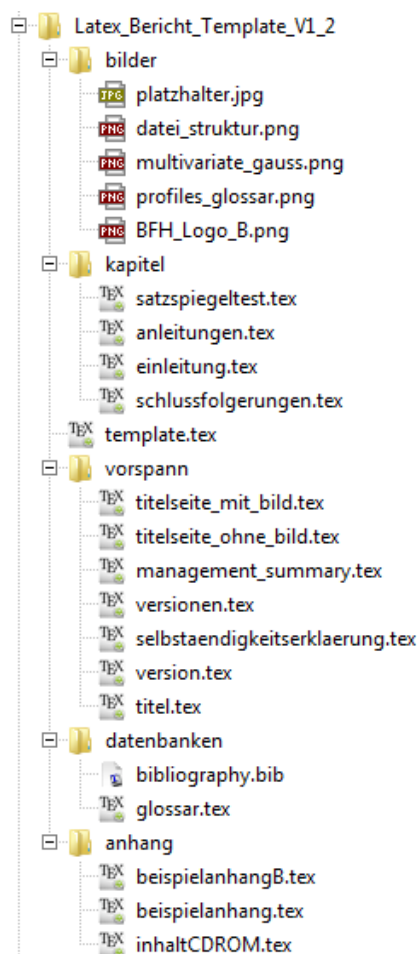 Latex_Bericht_Template_V1_2
bilder
platzhalter.jpg
datei_struktur.png
multivariate_gauss.png
profiles_glossar.png
BFH_Logo_B.png
kapitel
satzspiegeltest.tex
anleitungen.tex
einleitung.tex
schlussfolgerungen.tex
template.tex
vorspann
titelseite_mit_bild.tex
titelseite_ohne_bild.tex
management_summary.tex
versionen.tex
selbstaendigkeitserklaerung.tex
version.tex
titel.tex
datenbanken
bibliography.bib
glossar.tex
anhang
beispielanhangB.tex
beispielanhang.tex
inhaltCDROM.tex